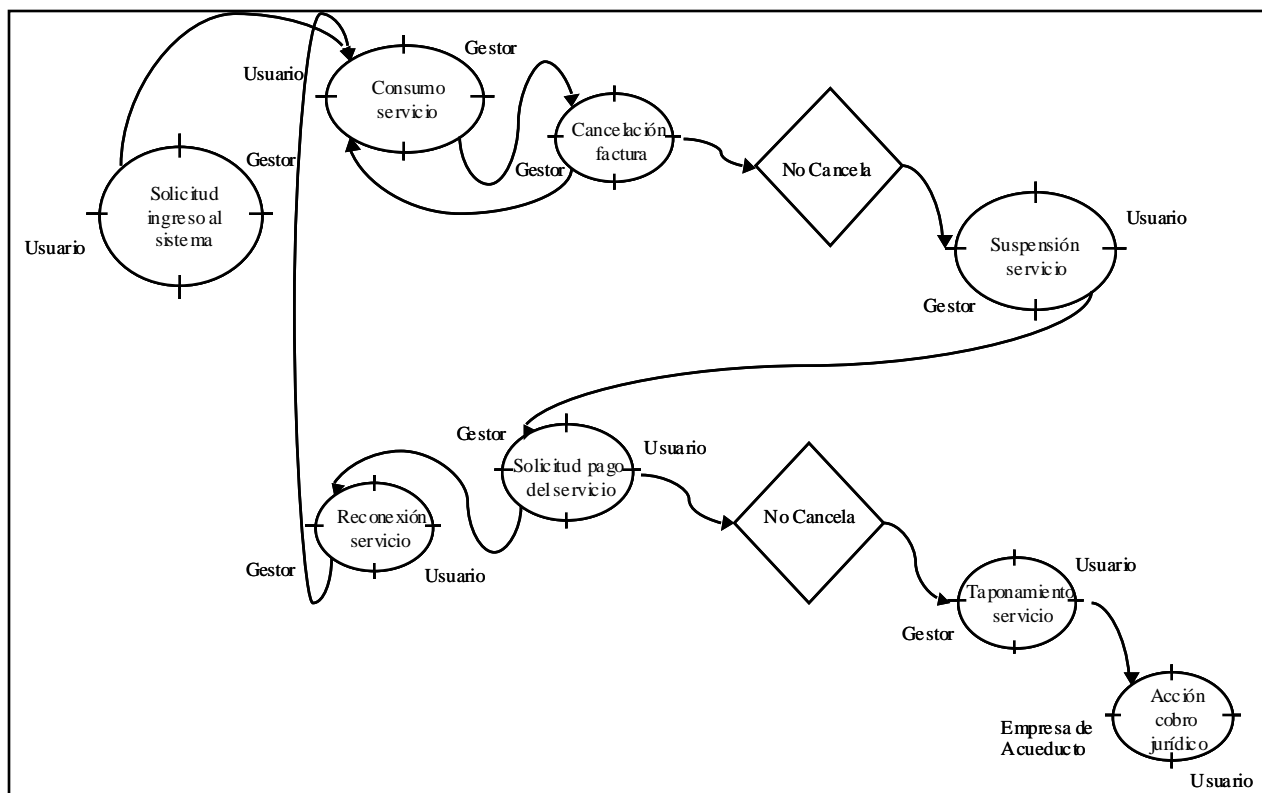 Gestor
Usuario
Consumo
servicio
Cancelación
factura
Gestor
Gestor
No Cancela
Solicitud
ingreso al
sistema
Usuario
Usuario
Suspensión
servicio
Gestor
Gestor
Usuario
Solicitud pago
del servicio
No Cancela
Reconexión
servicio
Gestor
Usuario
Usuario
Taponamiento
servicio
Gestor
Acción
cobro
jurídico
Empresa de
Acueducto
Usuario